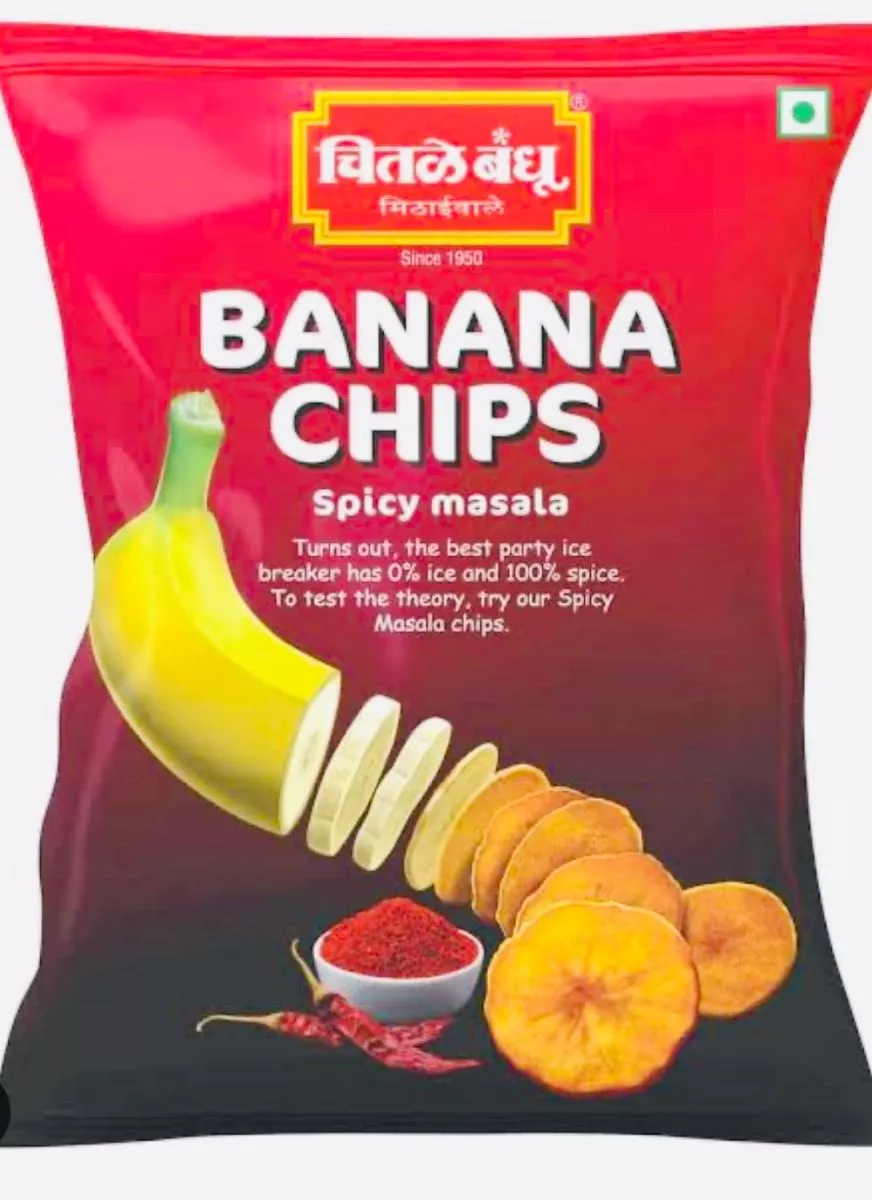 चितळे बंधू
®
मिठाईवाले
Since 1950
BANANA
CHIPS
Spicy masala
Turns out, the best party ice
breaker has 0% ice and 100% spice.
To test the theory, try our Spicy
Masala chips.